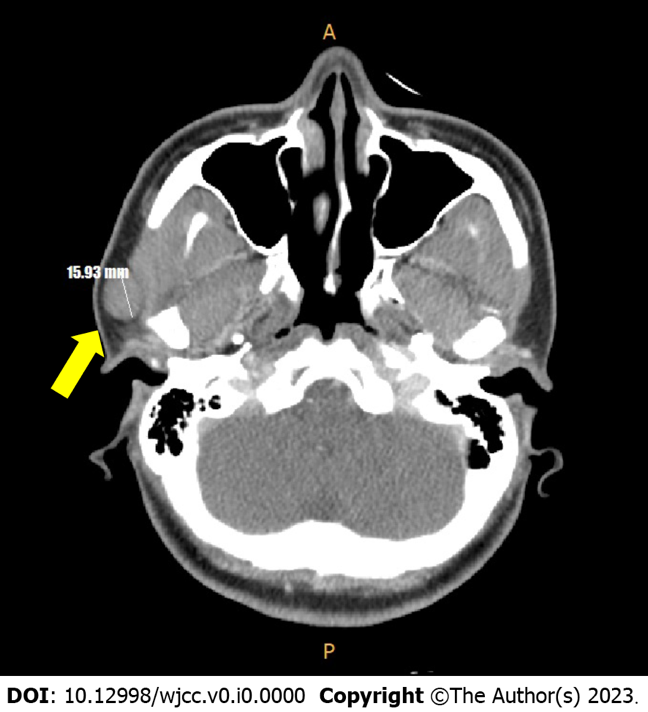 A
15.93 mm
P
DOI: 10.12998/wjcc.v0.i0.0000 Copyright ©The Author(s) 2023.